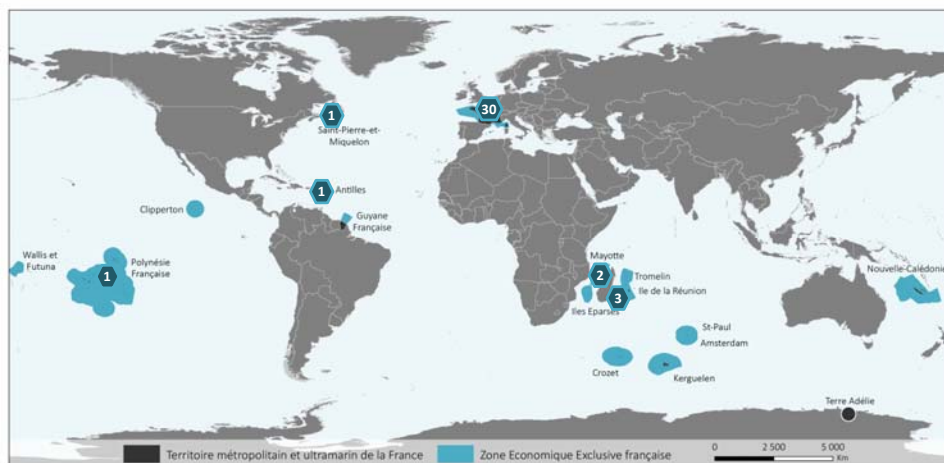 30
1
Saint-Pierre-et-
Miquelon
1
Antilles
Clipperton
Guyane
Française
Wallis et
Futuna
Polynésie
Française
1
Mayotte
2
Tromelin
3
Ile de la Réunion
Iles Eparses
Nouvelle-Calédonie
St-Paul
Amsterdam
Crozet
Kerguelen
Terre Adélie
Territoire métropolitain et ultramarin de la France
Zone Economique Exclusive française
0 2 500 5 000
Km